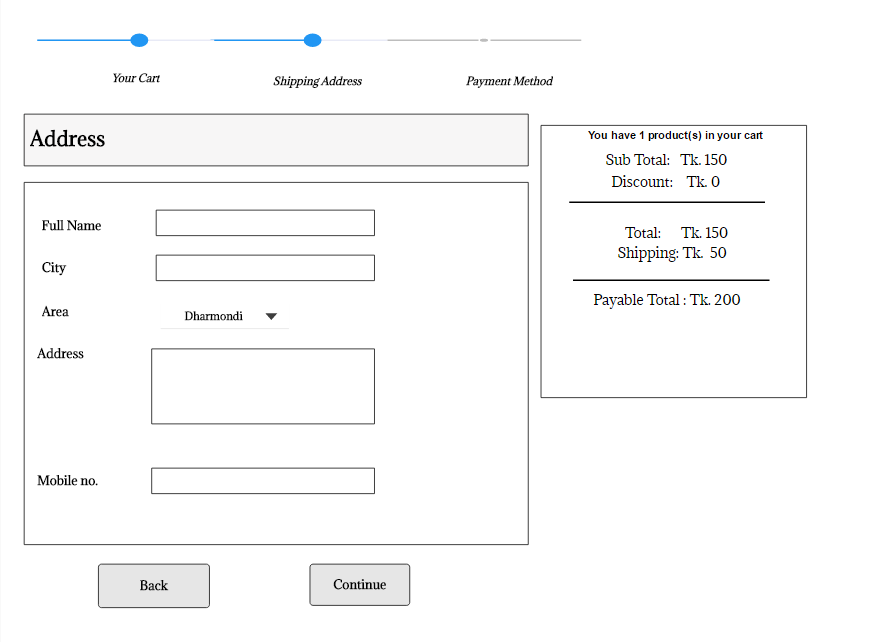 Your Cart
Shipping Address
Payment Method
Address
Full Name
City
Area
Dharmondi
Address
Mobile no.
Back
Continue
You have 1 product(s) in your cart
Sub Total: Tk. 150
Discount: Tk. 0
Total: Tk. 150
Shipping: Tk. 50
Payable Total : Tk. 200